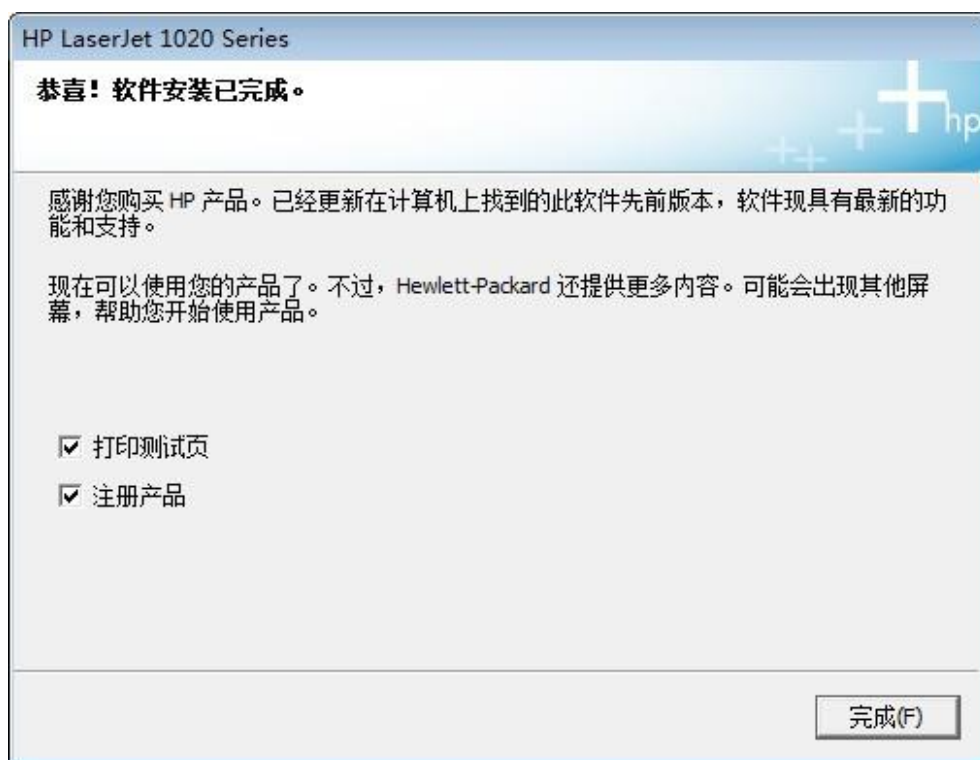 HP LaserJet 1020 Series
恭喜！软件安装已完成。
hp
感谢您购买 HP 产品。已经更新在计算机上找到的此软件先前版本，软件现具有最新的功
能和支持。
现在可以使用您的产品了。不过，Hewlett-Packard 还提供更多内容。可能会出现其他屏
幕，帮助您开始使用产品。
打印测试页
注册产品
完成(F)